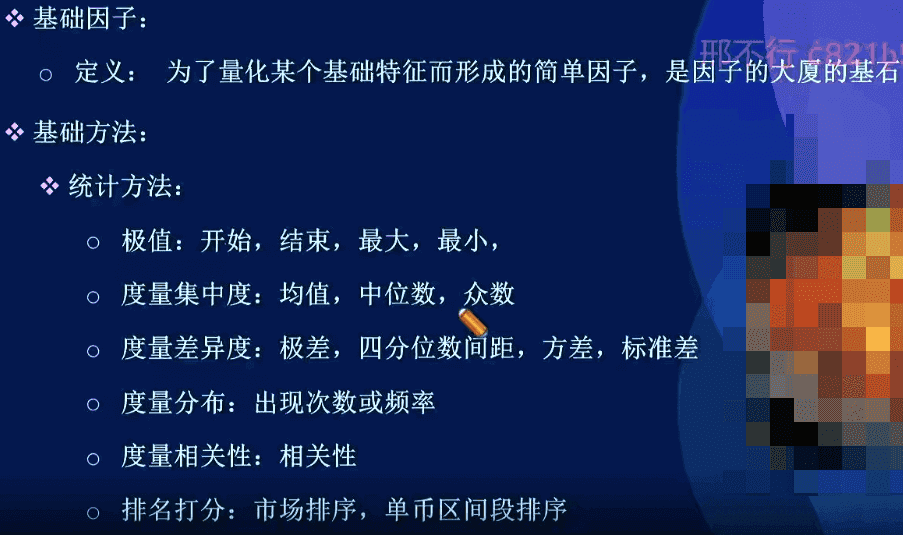 ❖ 基础因子：
○ 定义： 为了量化某个基础特征而形成的简单因子，是因子的大厦的基石
❖ 基础方法：
❖ 统计方法：
○ 极值：开始，结束，最大，最小，
○ 度量集中度：均值，中位数，众数
○ 度量差异度：极差，四分位数间距，方差，标准差
○ 度量分布：出现次数或频率
○ 度量相关性：相关性
○ 排名打分：市场排序，单币区间段排序
邢不行